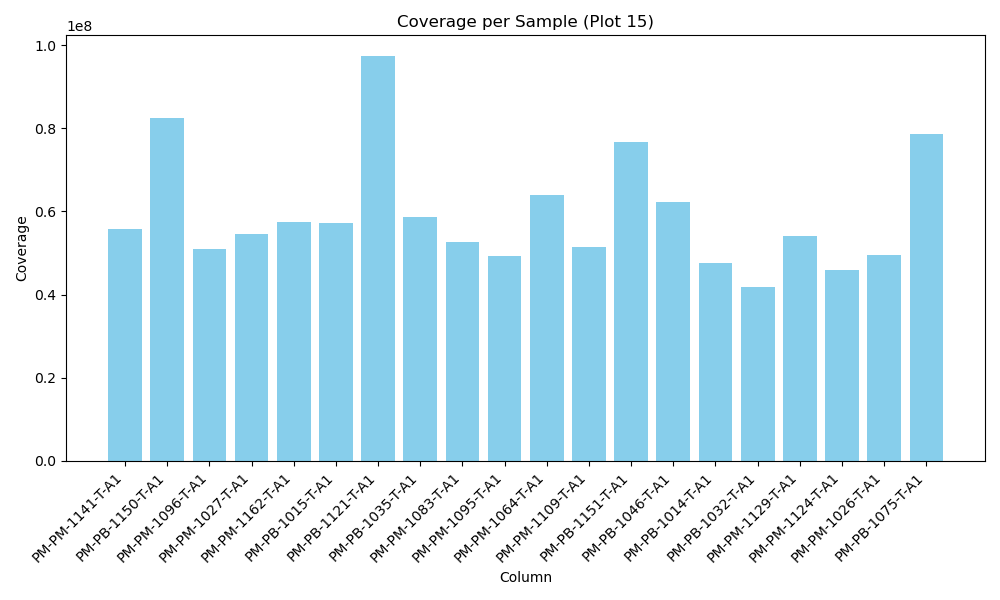 Coverage per Sample (Plot 15)
1e8
1.0
0.8
0.6
0.4
0.2
0.0
Coverage
PM-PM-1141-T-A1
PM-PB-1150-T-A1
PM-PM-1096-T-A1
PM-PM-1027-T-A1
PM-PM-1162-T-A1
PM-PB-1015-T-A1
PM-PB-1121-T-A1
PM-PB-1035-T-A1
PM-PM-1083-T-A1
PM-PM-1095-T-A1
PM-PM-1064-T-A1
PM-PM-1109-T-A1
PM-PB-1151-T-A1
PM-PB-1046-T-A1
PM-PB-1014-T-A1
PM-PB-1032-T-A1
PM-PM-1129-T-A1
PM-PM-1124-T-A1
PM-PM-1026-T-A1
PM-PB-1075-T-A1
Column